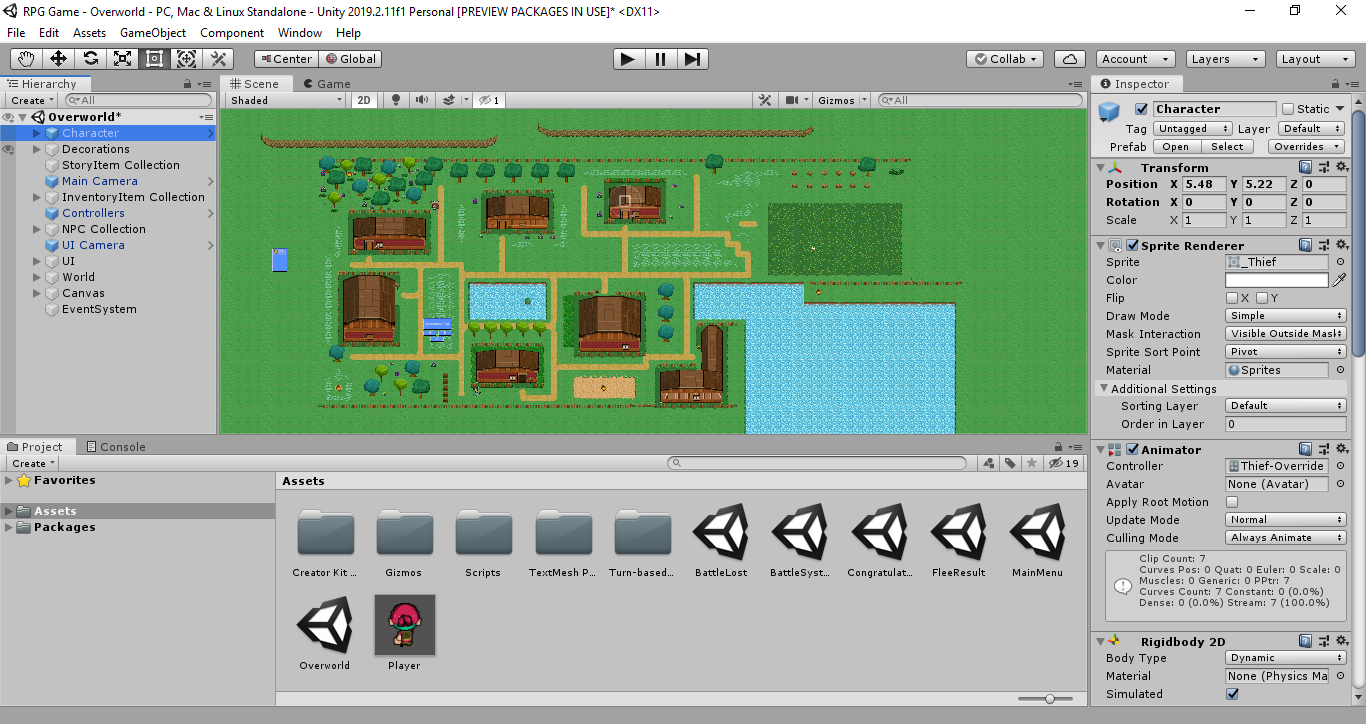 RPG Game - Overworld - PC, Mac & Linux Standalone - Unity 2019.2.11f1 Personal [PREVIEW PACKAGES IN USE]* <DX11>
File Edit Assets GameObject Component Window Help
Center Global Collab Account Layers Layout
Hierarchy
Create All
Overworld*
Character
Decorations
StoryItem Collection
Main Camera
InventoryItem Collection
Controllers
NPC Collection
UI Camera
UI
World
Canvas
EventSystem
Scene Game
Shaded 2D 1 Gizmos All
Project Console
Create 19
Favorites
Assets
Packages
Assets
Creator Kit ... Gizmos Scripts TextMesh P... Turn-based... BattleLost BattleSyst... Congratulat... FleeResult MainMenu
Overworld Player
Inspector
Character Static
Tag Untagged Layer Default
Prefab Open Select Overrides
Transform
Position X 5.48 Y 5.22 Z 0
Rotation X 0 Y 0 Z 0
Scale X 1 Y 1 Z 1
Sprite Renderer
Sprite _Thief
Color
Flip X Y
Draw Mode Simple
Mask Interaction Visible Outside Mask
Sprite Sort Point Pivot
Material Sprites
Additional Settings
Sorting Layer Default
Order in Layer 0
Animator
Controller Thief-Override
Avatar None (Avatar)
Apply Root Motion
Update Mode Normal
Culling Mode Always Animate
Clip Count: 7
Curves Pos: 0 Quat: 0 Euler: 0 Scale: 0
Muscles: 0 Generic: 0 PPtr: 7
Curves Count: 7 Constant: 0 (0.0%)
Dense: 0 (0.0%) Stream: 7 (100.0%)
Rigidbody 2D
Body Type Dynamic
Material None (Physics Ma
Simulated